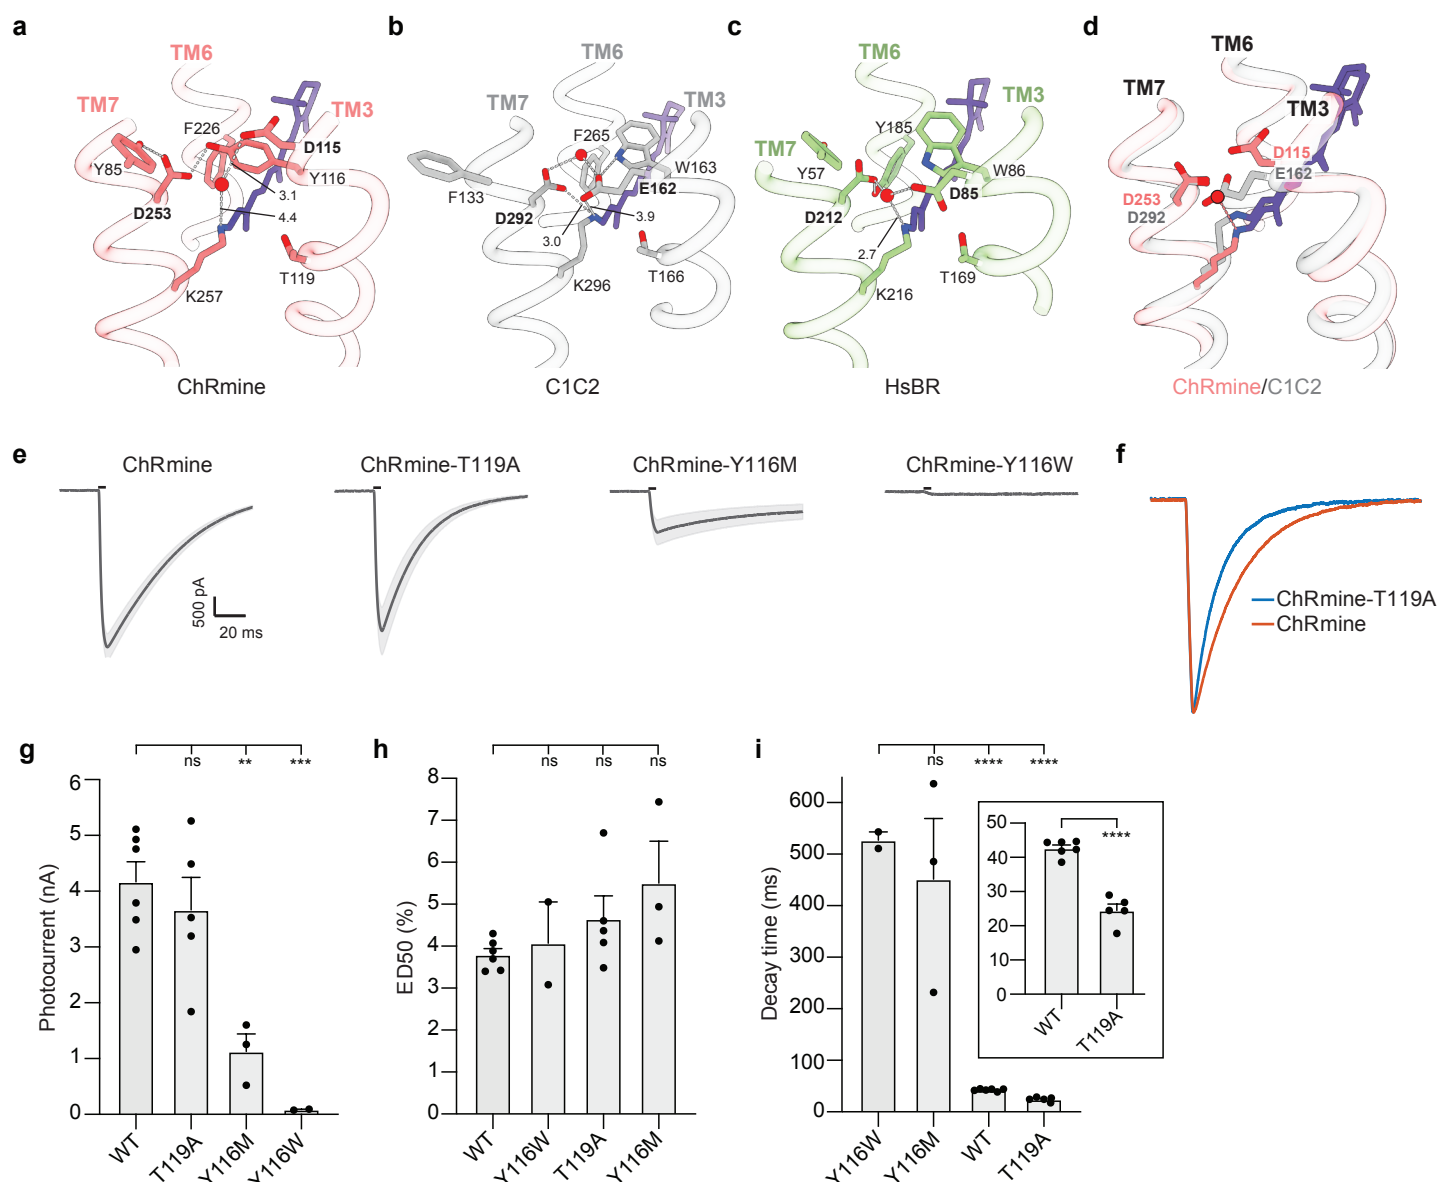 a
TM6
TM7
TM3
F226
D115
Y85
Y116
D253
3.1
4.4
T119
K257
ChRmine
b
TM6
TM7
TM3
F265
W163
F133
E162
D292
3.9
3.0
T166
K296
C1C2
c
TM6
TM3
Y185
TM7
Y57
W86
D85
D212
2.7
T169
K216
HsBR
d
TM6
TM7
TM3
D115
E162
D253
D292
ChRmine/C1C2
e
ChRmine
ChRmine-T119A
ChRmine-Y116M
ChRmine-Y116W
500 pA
20 ms
f
ChRmine-T119A
ChRmine
g
ns
**
***
Photocurrent (nA)
6
5
4
3
2
1
0
WT
T119A
Y116M
Y116W
h
ns
ns
ns
ED50 (%)
8
7
6
5
4
3
2
1
0
WT
Y116W
T119A
Y116M
i
ns
****
****
Decay time (ms)
600
500
400
300
200
100
0
Y116W
Y116M
WT
T119A
50
40
30
20
10
0
****
WT
T119A